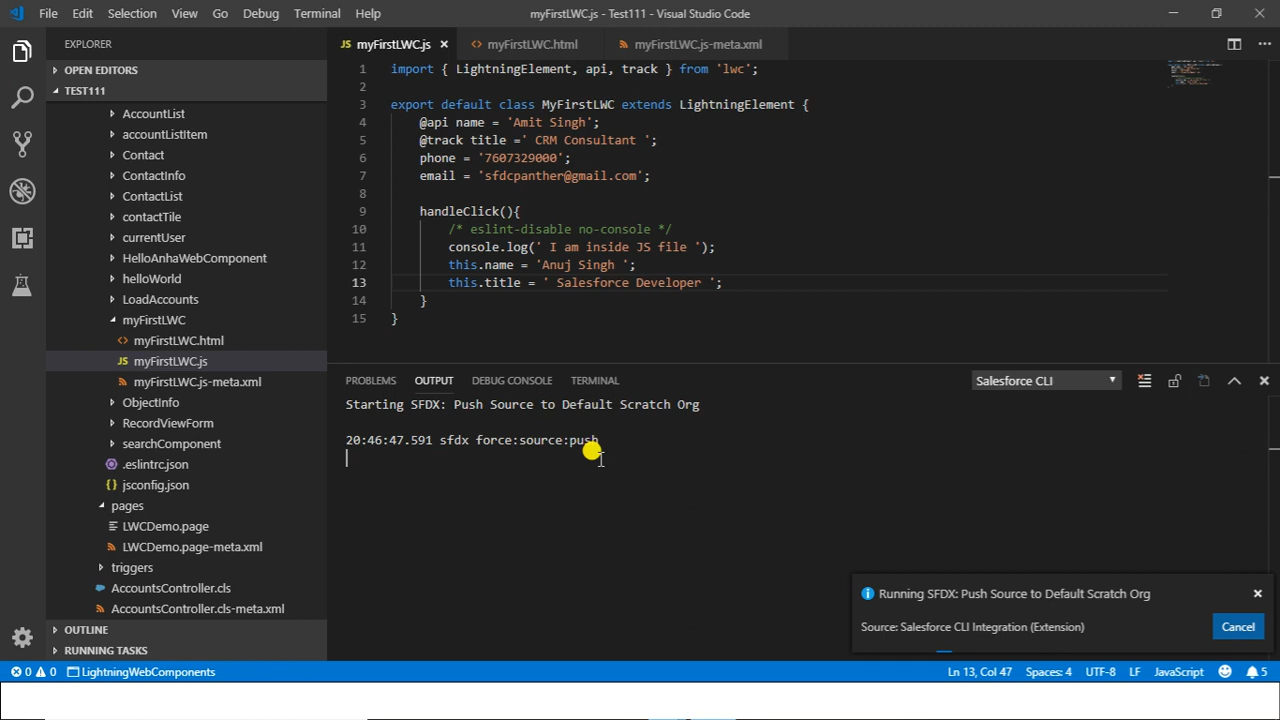 File Edit Selection View Go Debug Terminal Help
myFirstLWC.js - Test111 - Visual Studio Code
EXPLORER
OPEN EDITORS
TEST111
AccountList
accountListItem
Contact
ContactInfo
ContactList
contactTile
currentUser
HelloAnhaWebComponent
helloWorld
LoadAccounts
myFirstLWC
myFirstLWC.html
JS myFirstLWC.js
myFirstLWC.js-meta.xml
ObjectInfo
RecordViewForm
searchComponent
.eslintrc.json
jsconfig.json
pages
LWCDemo.page
LWCDemo.page-meta.xml
triggers
AccountsController.cls
AccountsController.cls-meta.xml
OUTLINE
RUNNING TASKS
JS myFirstLWC.js
myFirstLWC.html
myFirstLWC.js-meta.xml
1 import { LightningElement, api, track } from 'lwc';
2
3 export default class MyFirstLWC extends LightningElement {
4 @api name = 'Amit Singh';
5 @track title =' CRM Consultant ';
6 phone = '7607329000';
7 email = 'sfdcpanther@gmail.com';
8
9 handleClick(){
10 /* eslint-disable no-console */
11 console.log(' I am inside JS file ');
12 this.name = 'Anuj Singh ';
13 this.title = ' Salesforce Developer ';
14 }
15 }
PROBLEMS OUTPUT DEBUG CONSOLE TERMINAL
Salesforce CLI
Starting SFDX: Push Source to Default Scratch Org
20:46:47.591 sfdx force:source:push
Running SFDX: Push Source to Default Scratch Org
Source: Salesforce CLI Integration (Extension)
Cancel
0 0 LightningWebComponents
Ln 13, Col 47 Spaces: 4 UTF-8 LF JavaScript 5